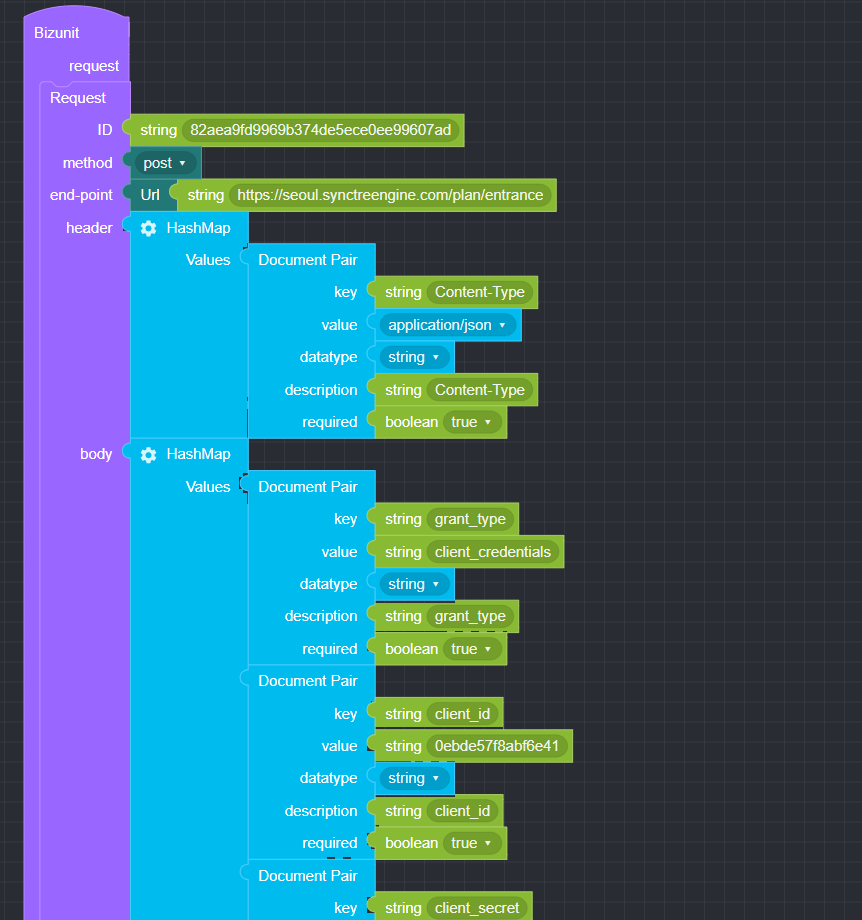 Bizunit
request
Request
ID string 82aea9fd9969b374de5ece0ee99607ad
method post
end-point Url string https://seoul.synctreengine.com/plan/entrance
header HashMap
Values Document Pair
key string Content-Type
value application/json
datatype string
description string Content-Type
required boolean true
body HashMap
Values Document Pair
key string grant_type
value string client_credentials
datatype string
description string grant_type
required boolean true
Document Pair
key string client_id
value string 0ebde57f8abf6e41
datatype string
description string client_id
required boolean true
Document Pair
key string client_secret